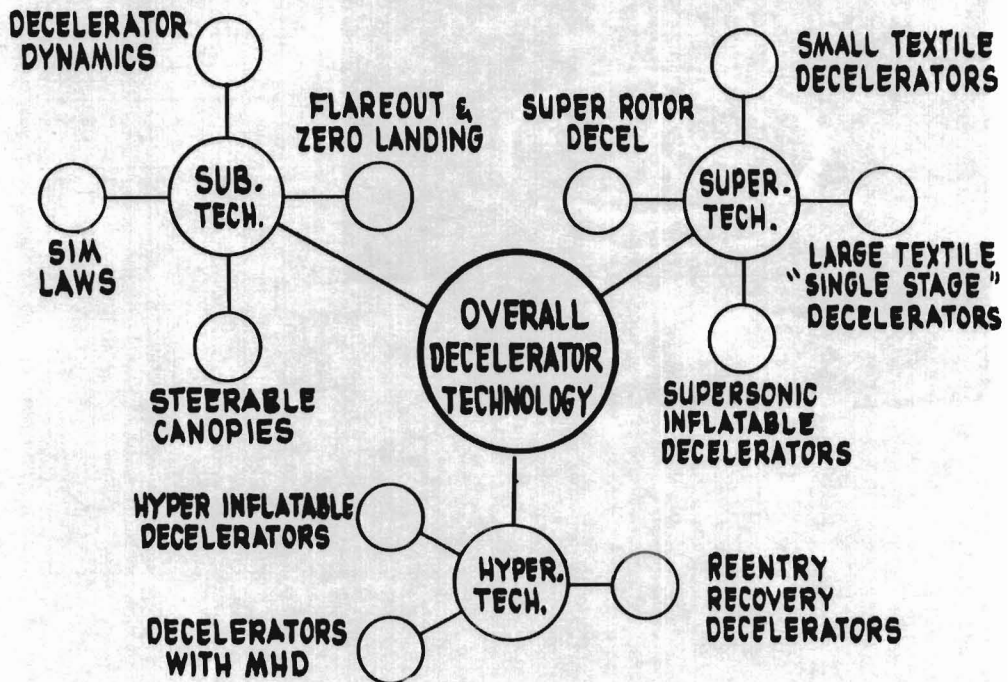 DECELERATOR
DYNAMICS
FLAREOUT &
ZERO LANDING
SUB.
TECH.
SIM
LAWS
STEERABLE
CANOPIES
SUPER ROTOR
DECEL
SMALL TEXTILE
DECELERATORS
SUPER.
TECH.
LARGE TEXTILE
"SINGLE STAGE"
DECELERATORS
SUPERSONIC
INFLATABLE
DECELERATORS
OVERALL
DECELERATOR
TECHNOLOGY
HYPER INFLATABLE
DECELERATORS
HYPER.
TECH.
REENTRY
RECOVERY
DECELERATORS
DECELERATORS
WITH MHD